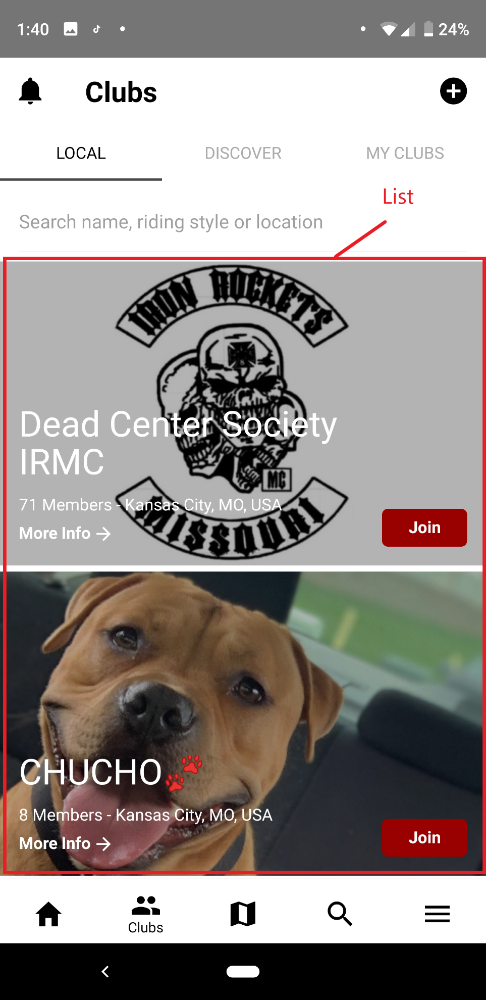 1:40
24%
Clubs
LOCAL DISCOVER MY CLUBS
List
Search name, riding style or location
IRON ROCKETS
Dead Center Society
IRMC
MC
71 Members - Kansas City, MO, USA
MISSOURI
More Info →
Join
CHUCHO🐾
8 Members - Kansas City, MO, USA
More Info →
Join
Clubs